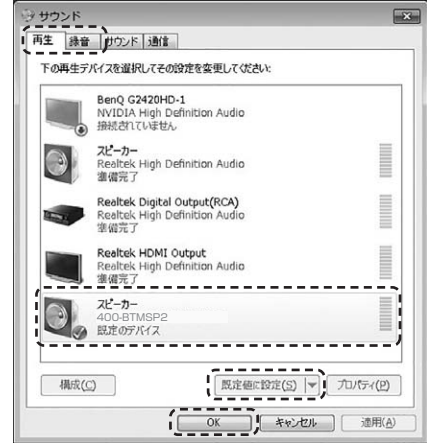 サウンド
再生 録音 サウンド 通信
下の再生デバイスを選択してその設定を変更してください:
BenQ G2420HD-1
NVIDIA High Definition Audio
接続されていません
スピーカー
Realtek High Definition Audio
準備完了
Realtek Digital Output(RCA)
Realtek High Definition Audio
準備完了
Realtek HDMI Output
Realtek High Definition Audio
準備完了
スピーカー
400-BTMSP2
既定のデバイス
構成(C) 既定値に設定(S) プロパティ(P)
OK キャンセル 適用(A)